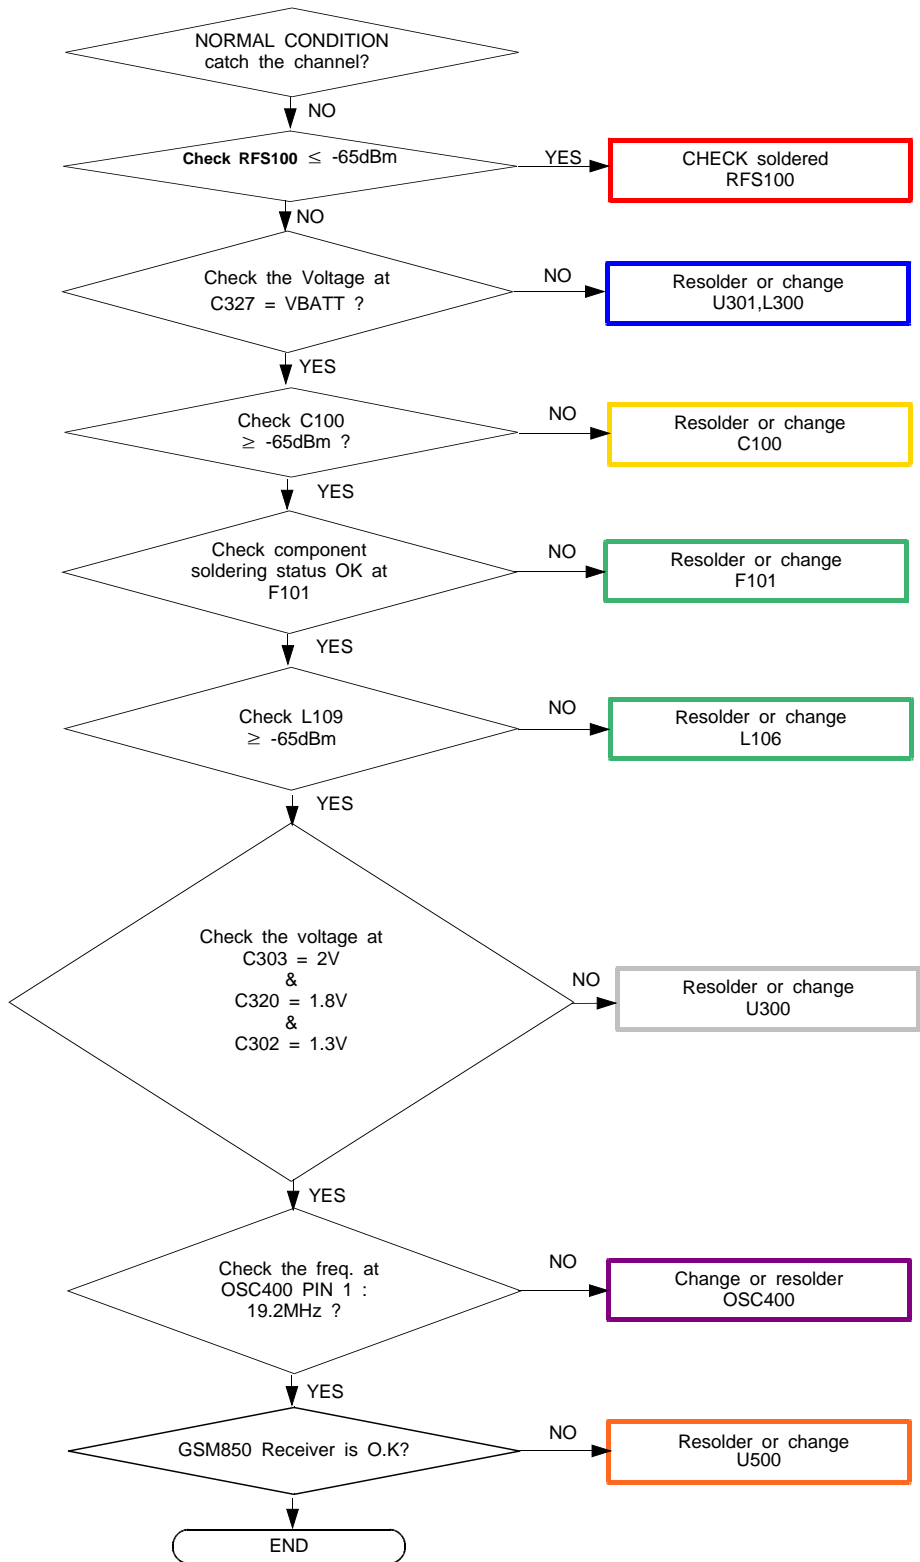 NORMAL CONDITION
catch the channel?
NO
Check RFS100 ≤ -65dBm
YES
CHECK soldered
RFS100
NO
Check the Voltage at
C327 = VBATT ?
NO
Resolder or change
U301,L300
YES
Check C100
≥ -65dBm ?
NO
Resolder or change
C100
YES
Check component
soldering status OK at
F101
NO
Resolder or change
F101
YES
Check L109
≥ -65dBm
NO
Resolder or change
L106
YES
Check the voltage at
C303 = 2V
&
C320 = 1.8V
&
C302 = 1.3V
NO
Resolder or change
U300
YES
Check the freq. at
OSC400 PIN 1 :
19.2MHz ?
NO
Change or resolder
OSC400
YES
GSM850 Receiver is O.K?
NO
Resolder or change
U500
END